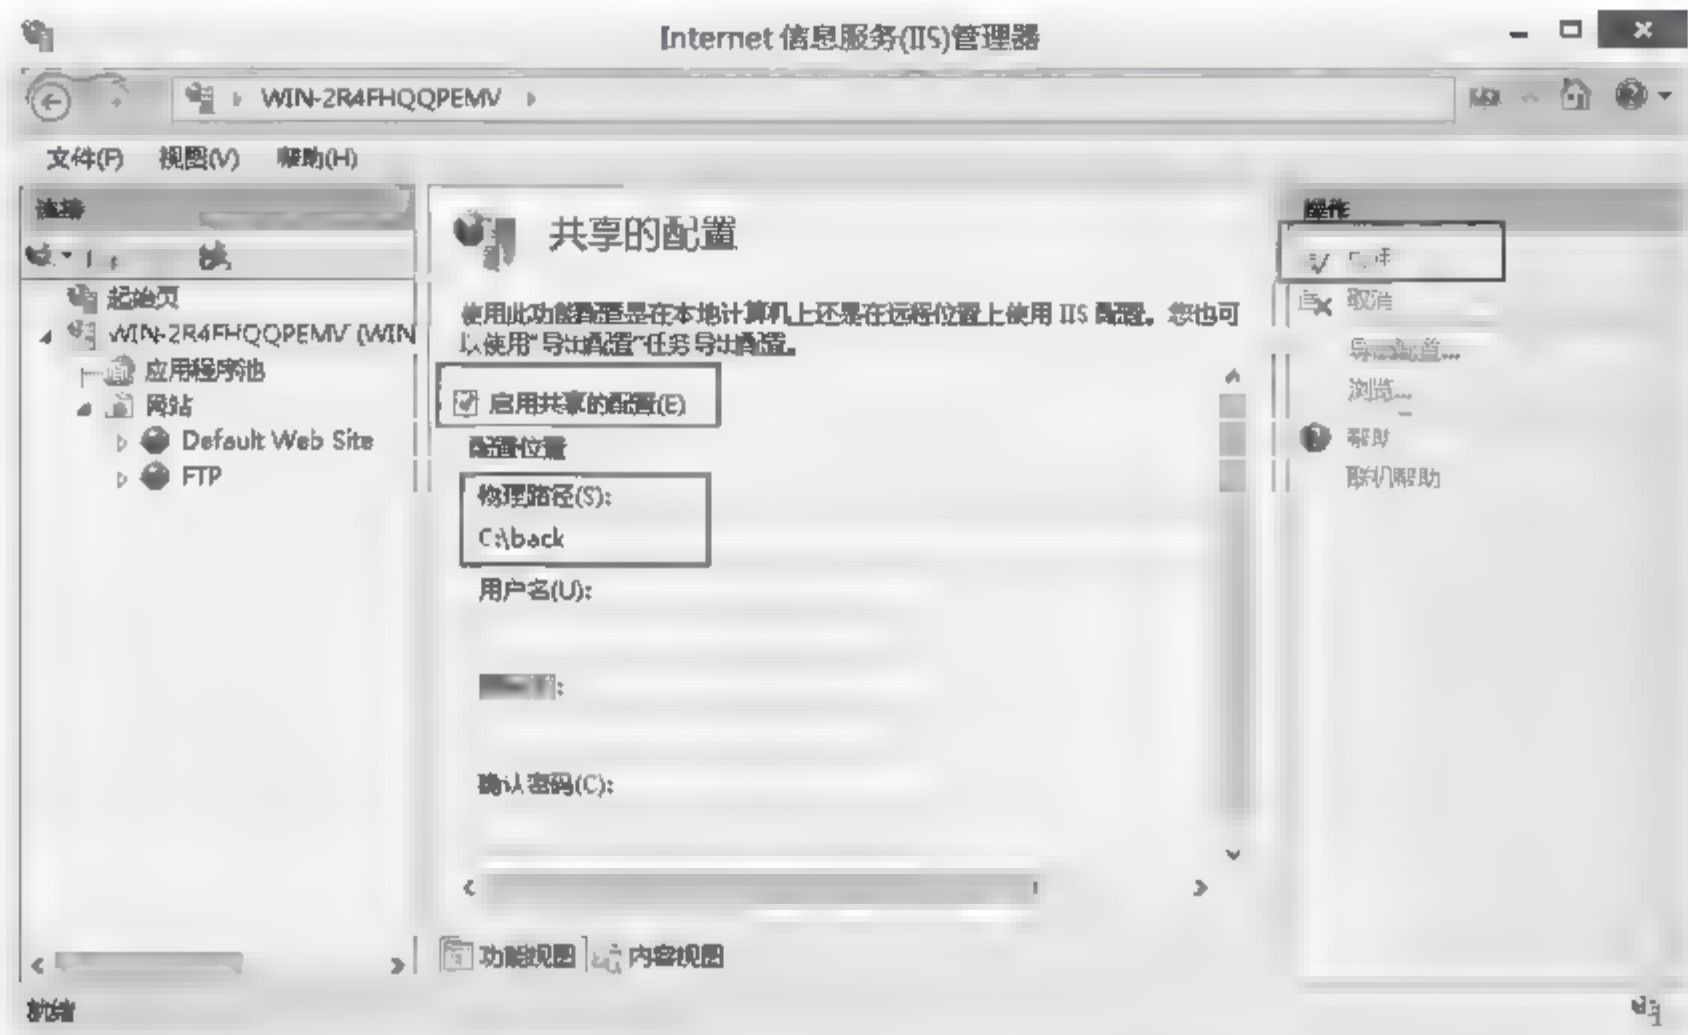 Internet 信息服务(IIS)管理器
WIN-2R4FHQQPEMV
文件(F) 视图(V) 帮助(H)
连接
起始页
WIN-2R4FHQQPEMV (WIN
应用程序池
网站
Default Web Site
FTP
共享的配置
使用此功能配置是在本地计算机上还是在远程位置上使用 IIS 配置。您也可
以使用“导出配置”任务导出配置。
启用共享的配置(E)
配置位置
物理路径(S):
C:\back
用户名(U):
确认密码(C):
功能视图 内容视图
操作
取消
浏览...
帮助
联机帮助
就绪